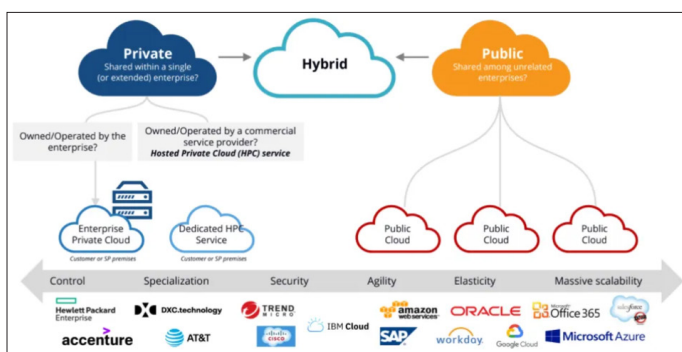 Private
Shared within a single
(or extended) enterprise?
Hybrid
Public
Shared among unrelated
enterprises?
Owned/Operated by the
enterprise?
Owned/Operated by a commercial
service provider?
Hosted Private Cloud (HPC) service
Enterprise
Private Cloud
Customer or SP premises
Dedicated HPC
Service
Customer or SP premises
Public
Cloud
Public
Cloud
Public
Cloud
Control
Specialization
Security
Agility
Elasticity
Massive scalability
Hewlett Packard
Enterprise
DXC.technology
TREND
MICRO
IBM Cloud
amazon
webservices
ORACLE
Microsoft
Office 365
salesforce
accenture
AT&T
CISCO
SAP
workday.
Google Cloud
Microsoft Azure